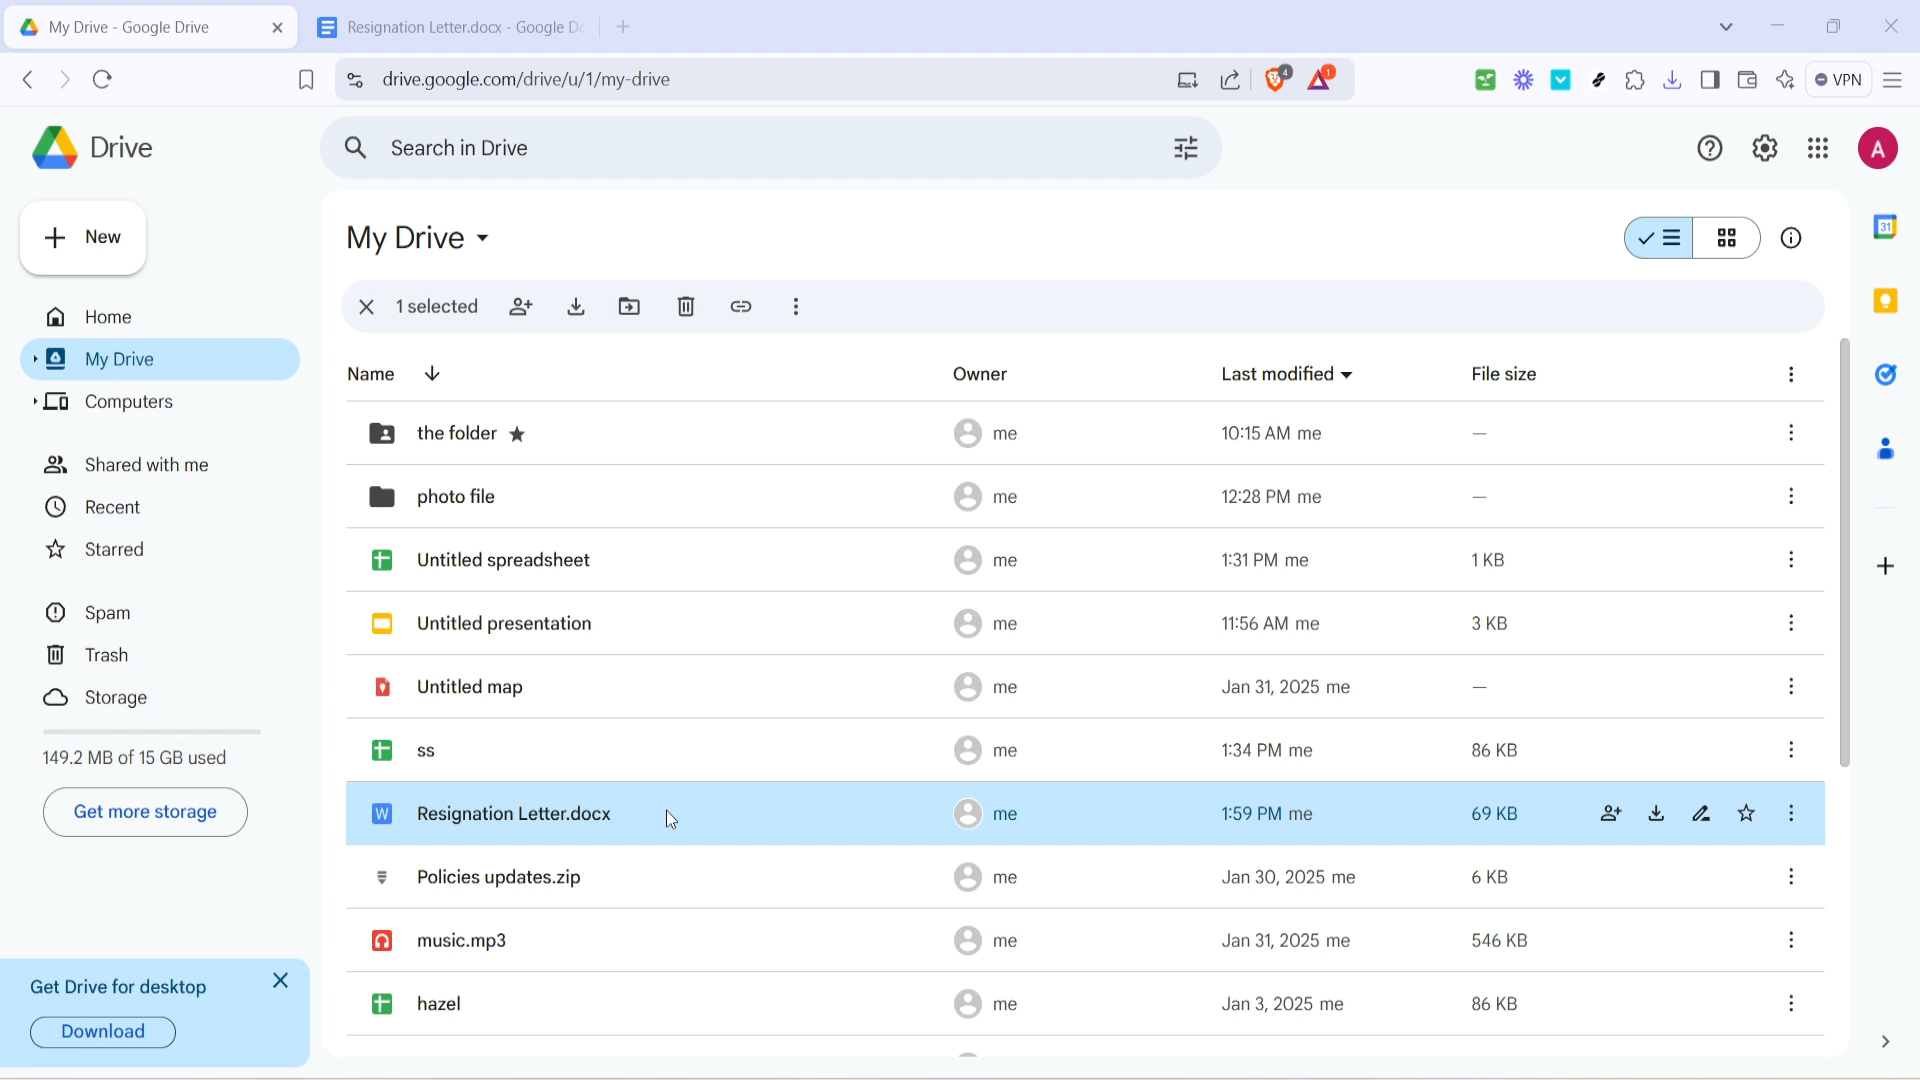 My Drive - Google Drive
Resignation Letter.docx - Google Do
drive.google.com/drive/u/1/my-drive
4
1
VPN
Drive
Search in Drive
A
New
My Drive
1 selected
Home
My Drive
Computers
Shared with me
Recent
Starred
Spam
Trash
Storage
149.2 MB of 15 GB used
Get more storage
Get Drive for desktop
Download
Name Owner Last modified File size
the folder me 10:15 AM me —
photo file me 12:28 PM me —
Untitled spreadsheet me 1:31 PM me 1 KB
Untitled presentation me 11:56 AM me 3 KB
Untitled map me Jan 31, 2025 me —
ss me 1:34 PM me 86 KB
W Resignation Letter.docx me 1:59 PM me 69 KB
Policies updates.zip me Jan 30, 2025 me 6 KB
music.mp3 me Jan 31, 2025 me 546 KB
hazel me Jan 3, 2025 me 86 KB
31